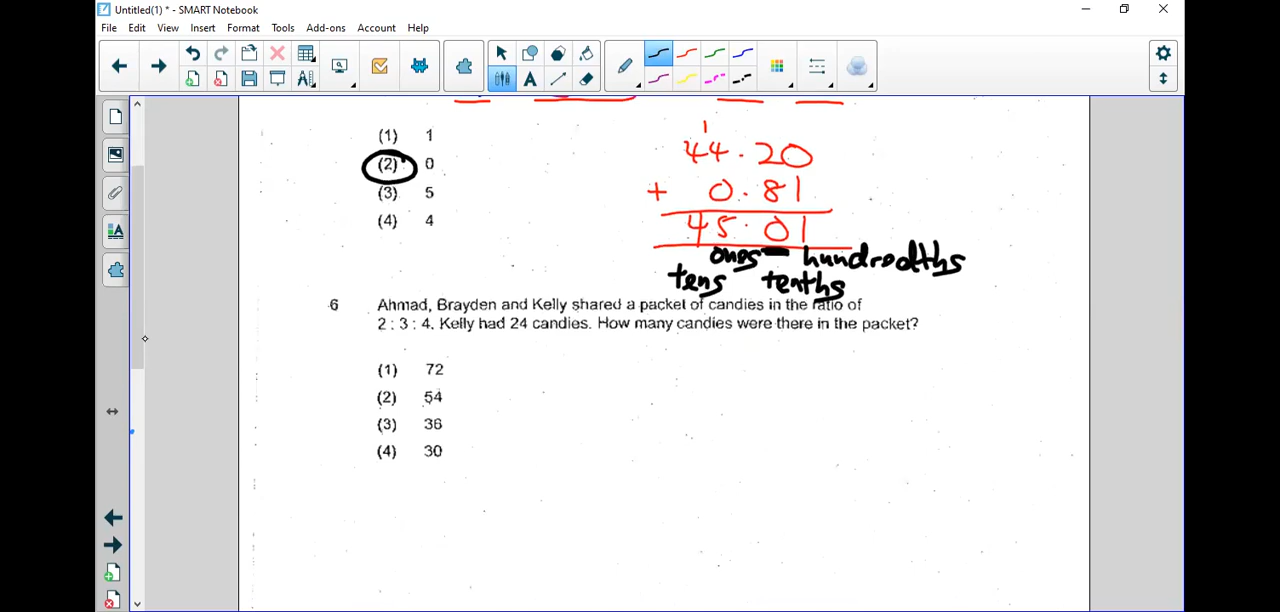 Untitled(1) * - SMART Notebook
File Edit View Insert Format Tools Add-ons Account Help
(1) 1
(2) 0
(3) 5
(4) 4
1
44.20
+ 0.81
45.01
ones hundredths
tens tenths
6 Ahmad, Brayden and Kelly shared a packet of candies in the ratio of
2 : 3 : 4. Kelly had 24 candies. How many candies were there in the packet?
(1) 72
(2) 54
(3) 36
(4) 30